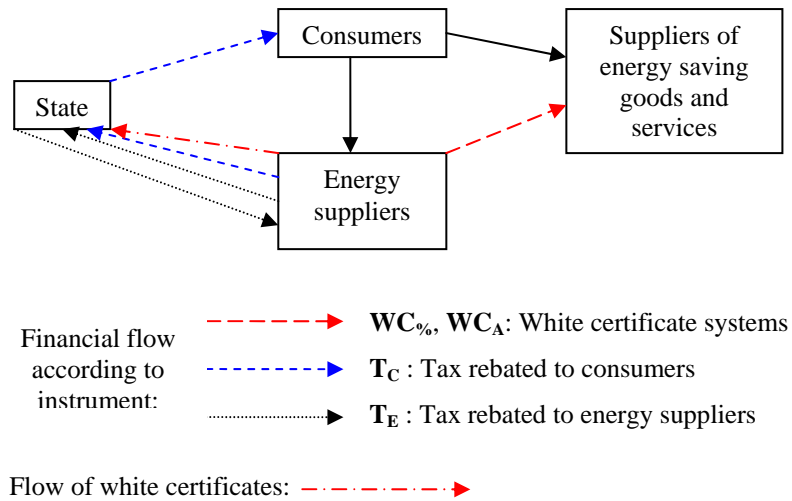 Consumers
Suppliers of
energy saving
goods and
services
State
Energy
suppliers
Financial flow
according to
instrument:
WC%, WCA: White certificate systems
TC : Tax rebated to consumers
TE : Tax rebated to energy suppliers
Flow of white certificates: